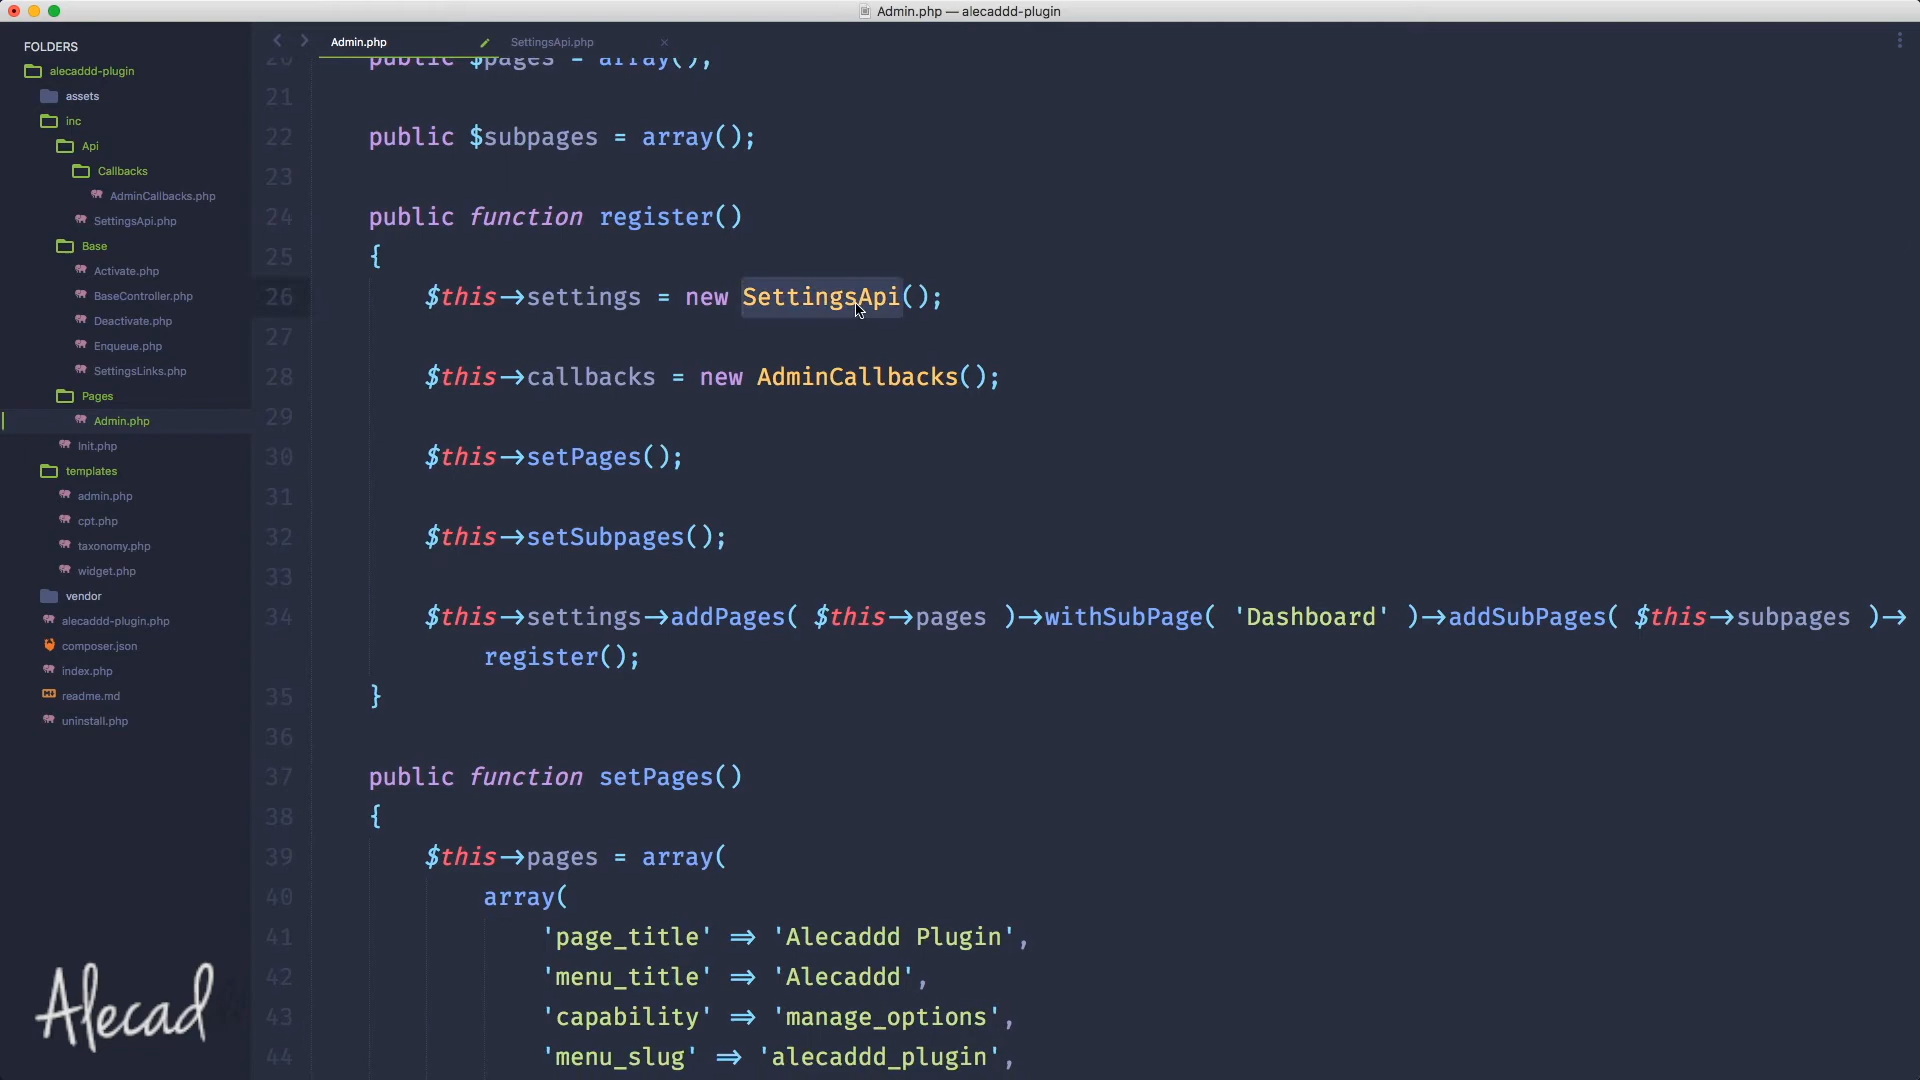 Admin.php — alecaddd-plugin
FOLDERS
alecaddd-plugin
assets
inc
Api
Callbacks
AdminCallbacks.php
SettingsApi.php
Base
Activate.php
BaseController.php
Deactivate.php
Enqueue.php
SettingsLinks.php
Pages
Admin.php
Init.php
templates
admin.php
cpt.php
taxonomy.php
widget.php
vendor
alecaddd-plugin.php
composer.json
index.php
readme.md
uninstall.php
Alecad
Admin.php SettingsApi.php
20 public $pages = array();
21
22 public $subpages = array();
23
24 public function register()
25 {
26 $this->settings = new SettingsApi();
27
28 $this->callbacks = new AdminCallbacks();
29
30 $this->setPages();
31
32 $this->setSubpages();
33
34 $this->settings->addPages( $this->pages )->withSubPage( 'Dashboard' )->addSubPages( $this->subpages )->
register();
35 }
36
37 public function setPages()
38 {
39 $this->pages = array(
40 array(
41 'page_title' => 'Alecaddd Plugin',
42 'menu_title' => 'Alecaddd',
43 'capability' => 'manage_options',
44 'menu_slug' => 'alecaddd_plugin',